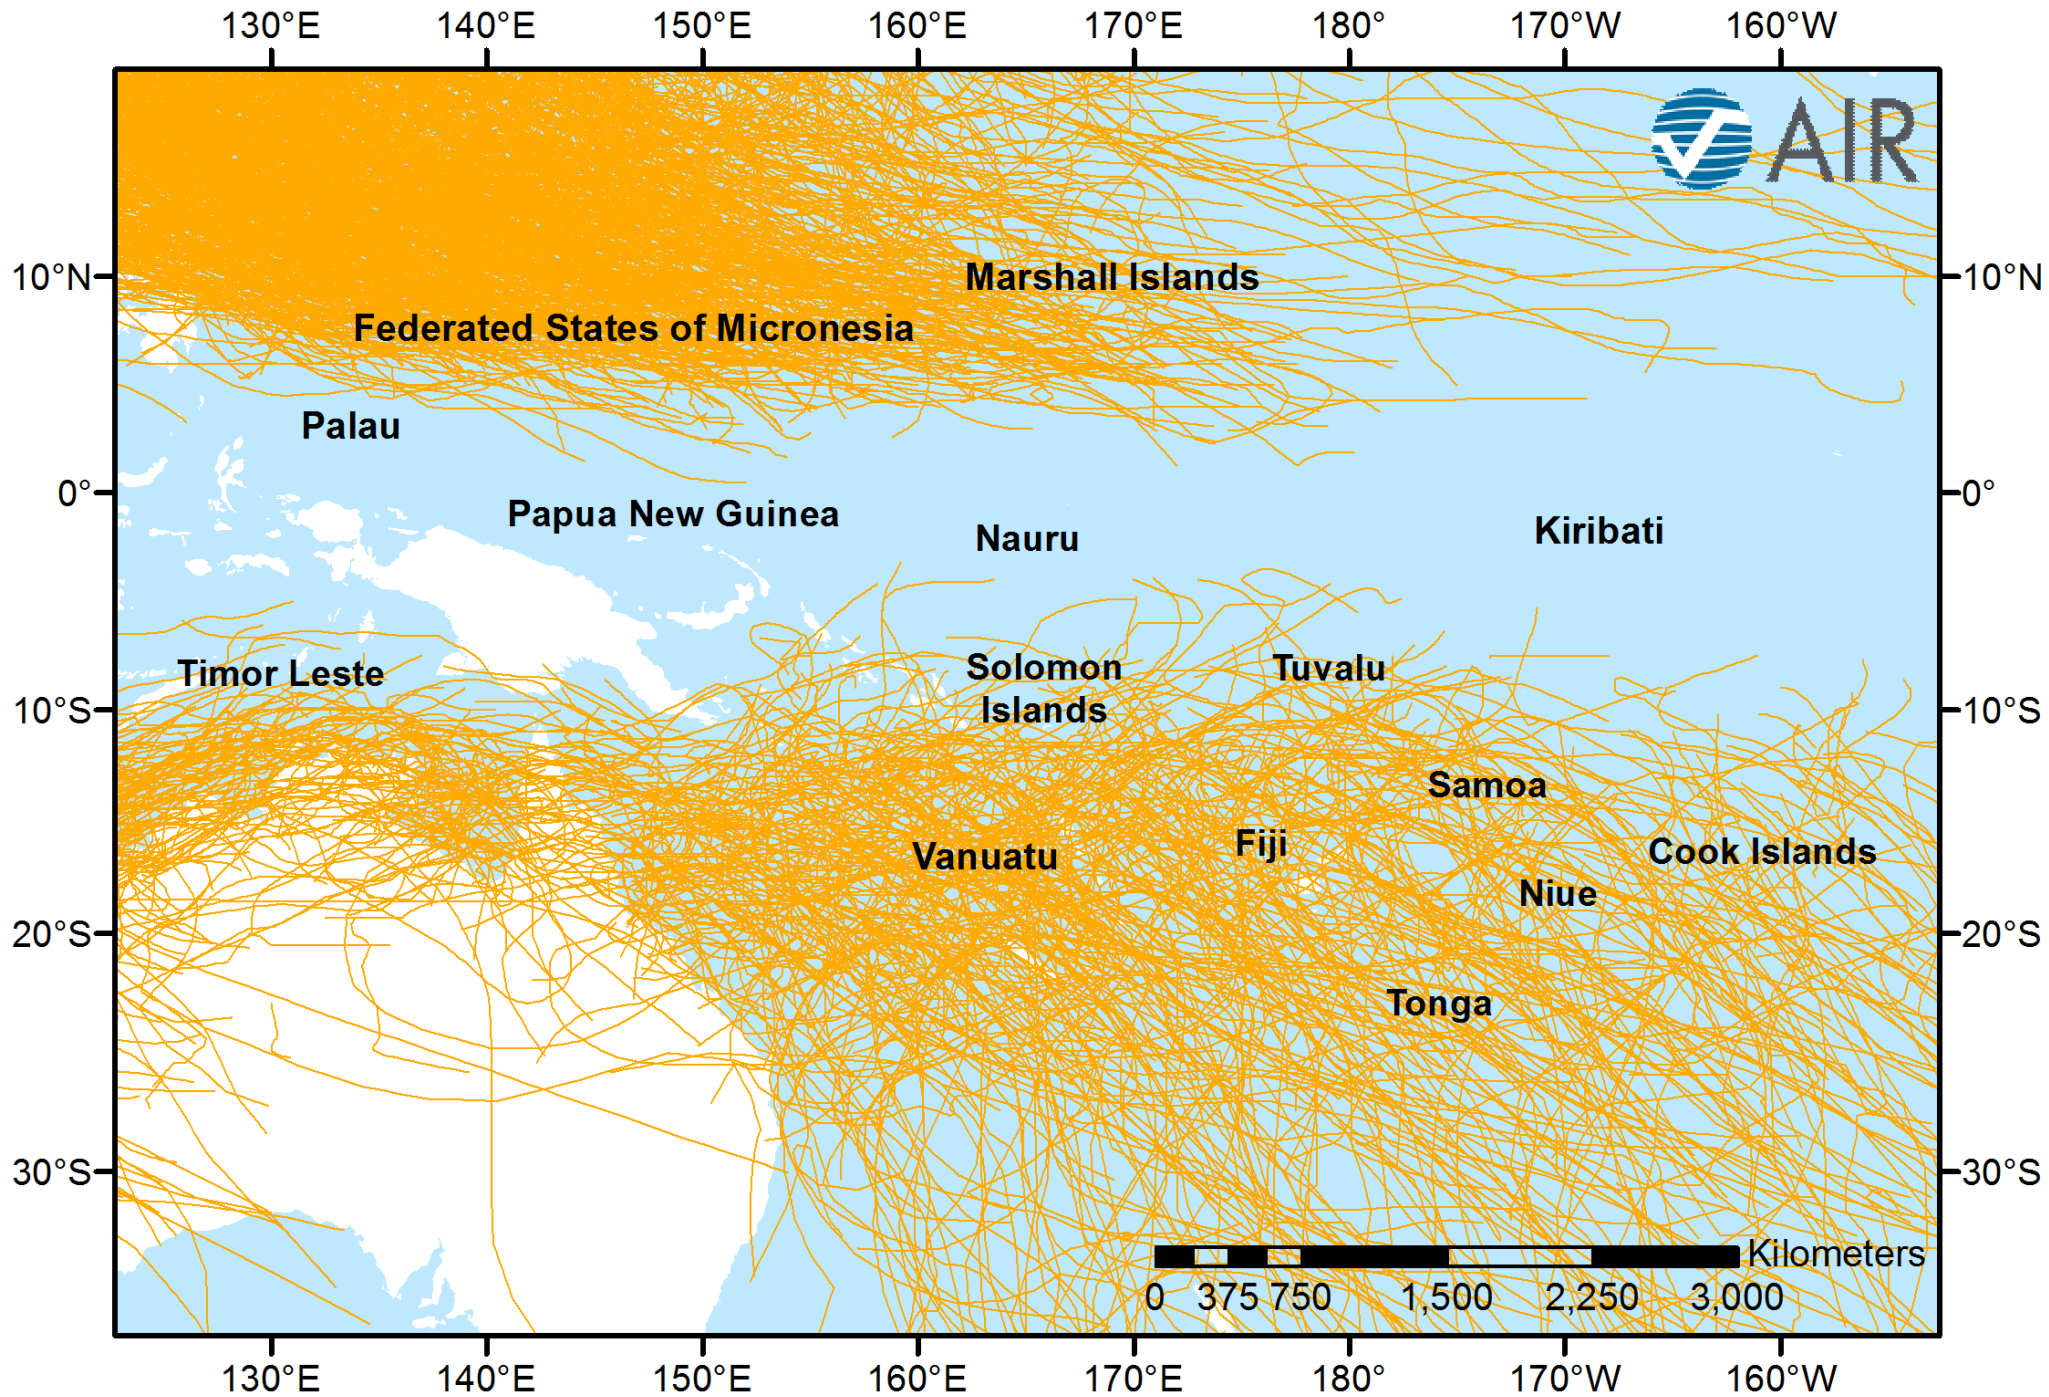 130°E 140°E 150°E 160°E 170°E 180° 170°W 160°W
AIR
10°N 10°N
Marshall Islands
Federated States of Micronesia
Palau
0° 0°
Papua New Guinea
Nauru
Kiribati
Timor Leste
Solomon
Islands
Tuvalu
10°S 10°S
Samoa
Vanuatu
Fiji
Cook Islands
Niue
20°S 20°S
Tonga
30°S 30°S
Kilometers
0 375 750 1,500 2,250 3,000
130°E 140°E 150°E 160°E 170°E 180° 170°W 160°W